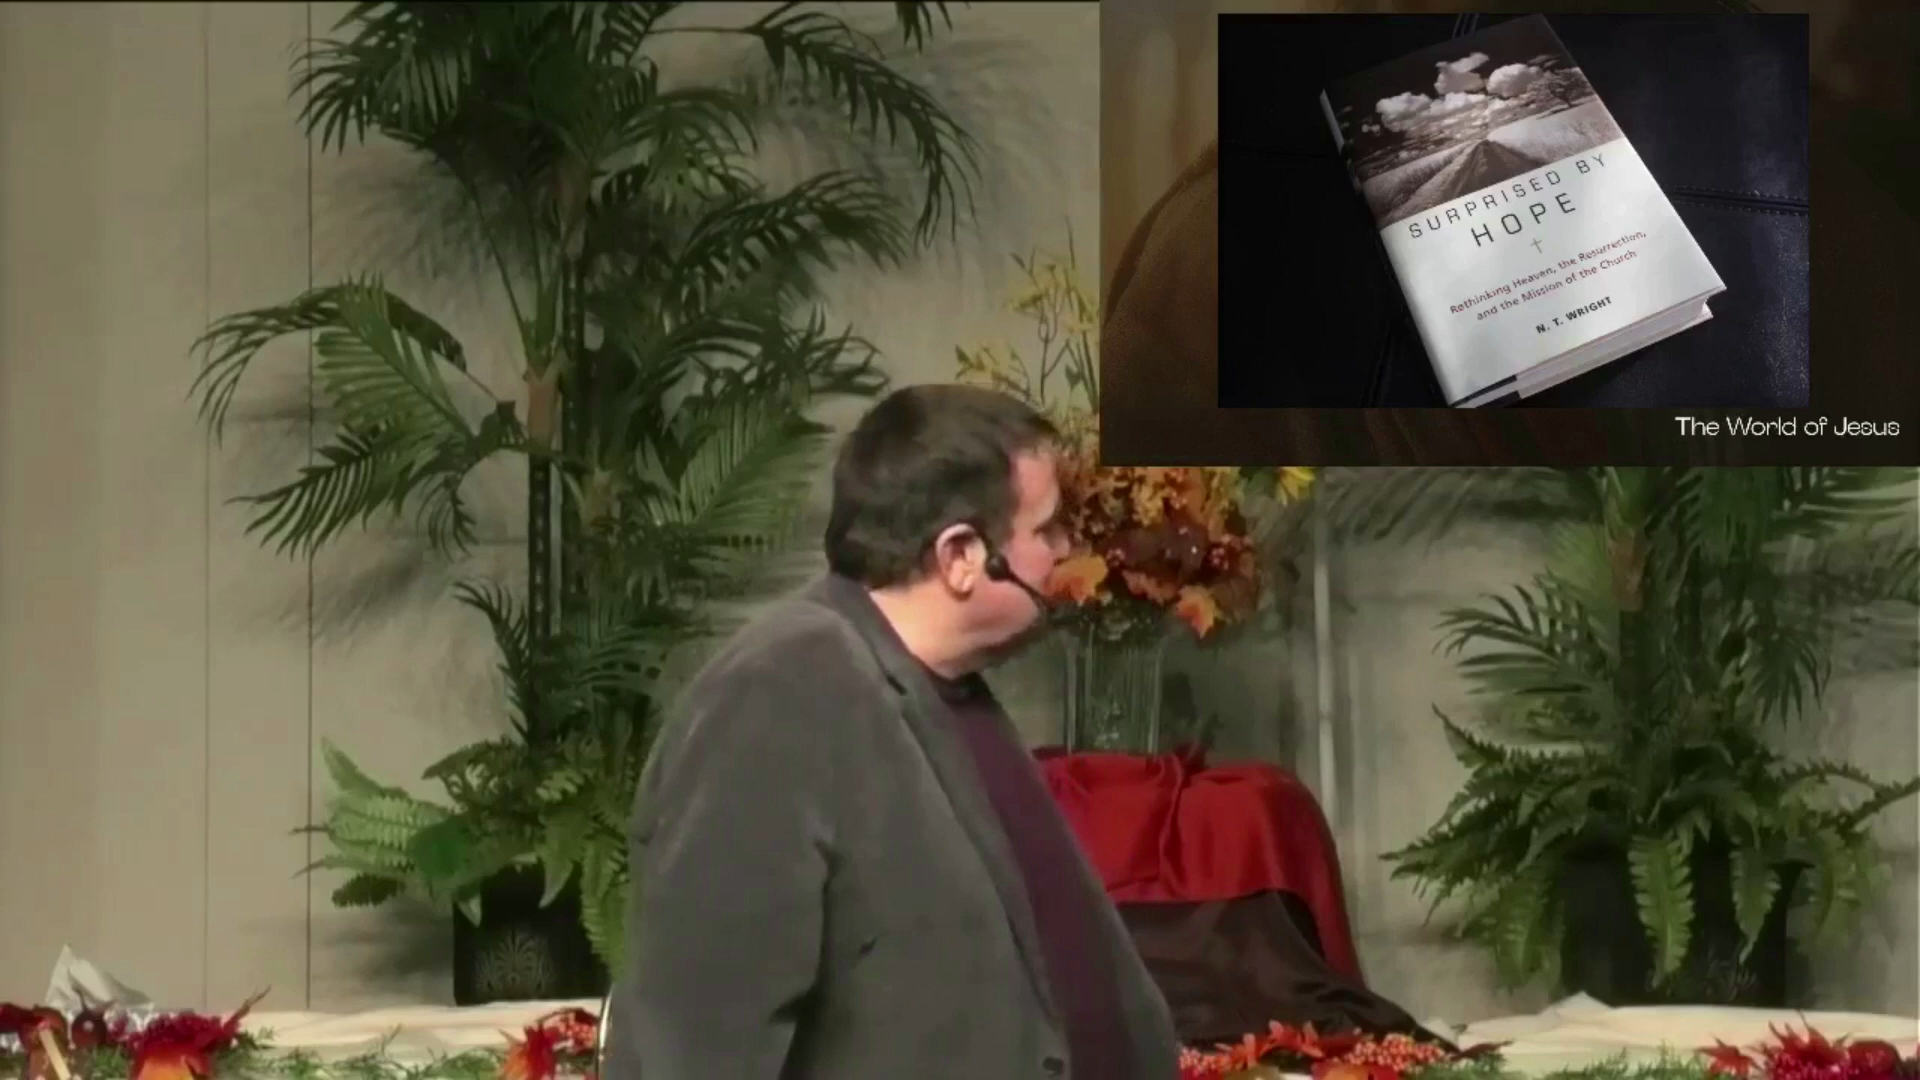 SURPRISED BY
HOPE
Rethinking Heaven, the Resurrection,
and the Mission of the Church
N. T. WRIGHT
The World of Jesus